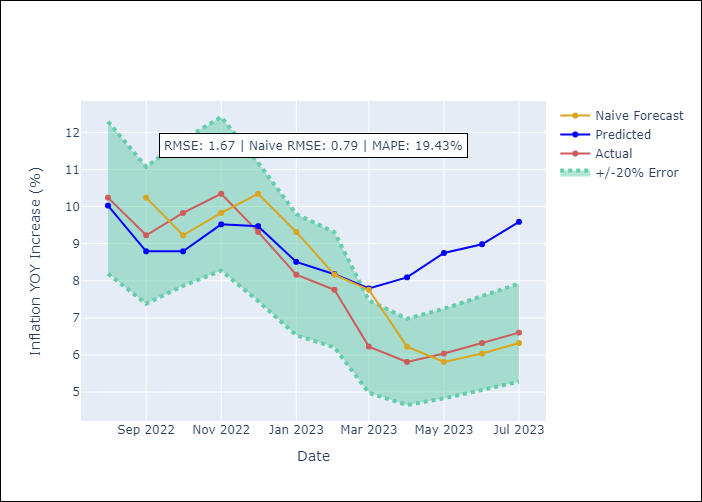 RMSE: 1.67 | Naive RMSE: 0.79 | MAPE: 19.43%
Naive Forecast
Predicted
Actual
+/-20% Error
Inflation YOY Increase (%)
12
11
10
9
8
7
6
5
Sep 2022
Nov 2022
Jan 2023
Mar 2023
May 2023
Jul 2023
Date